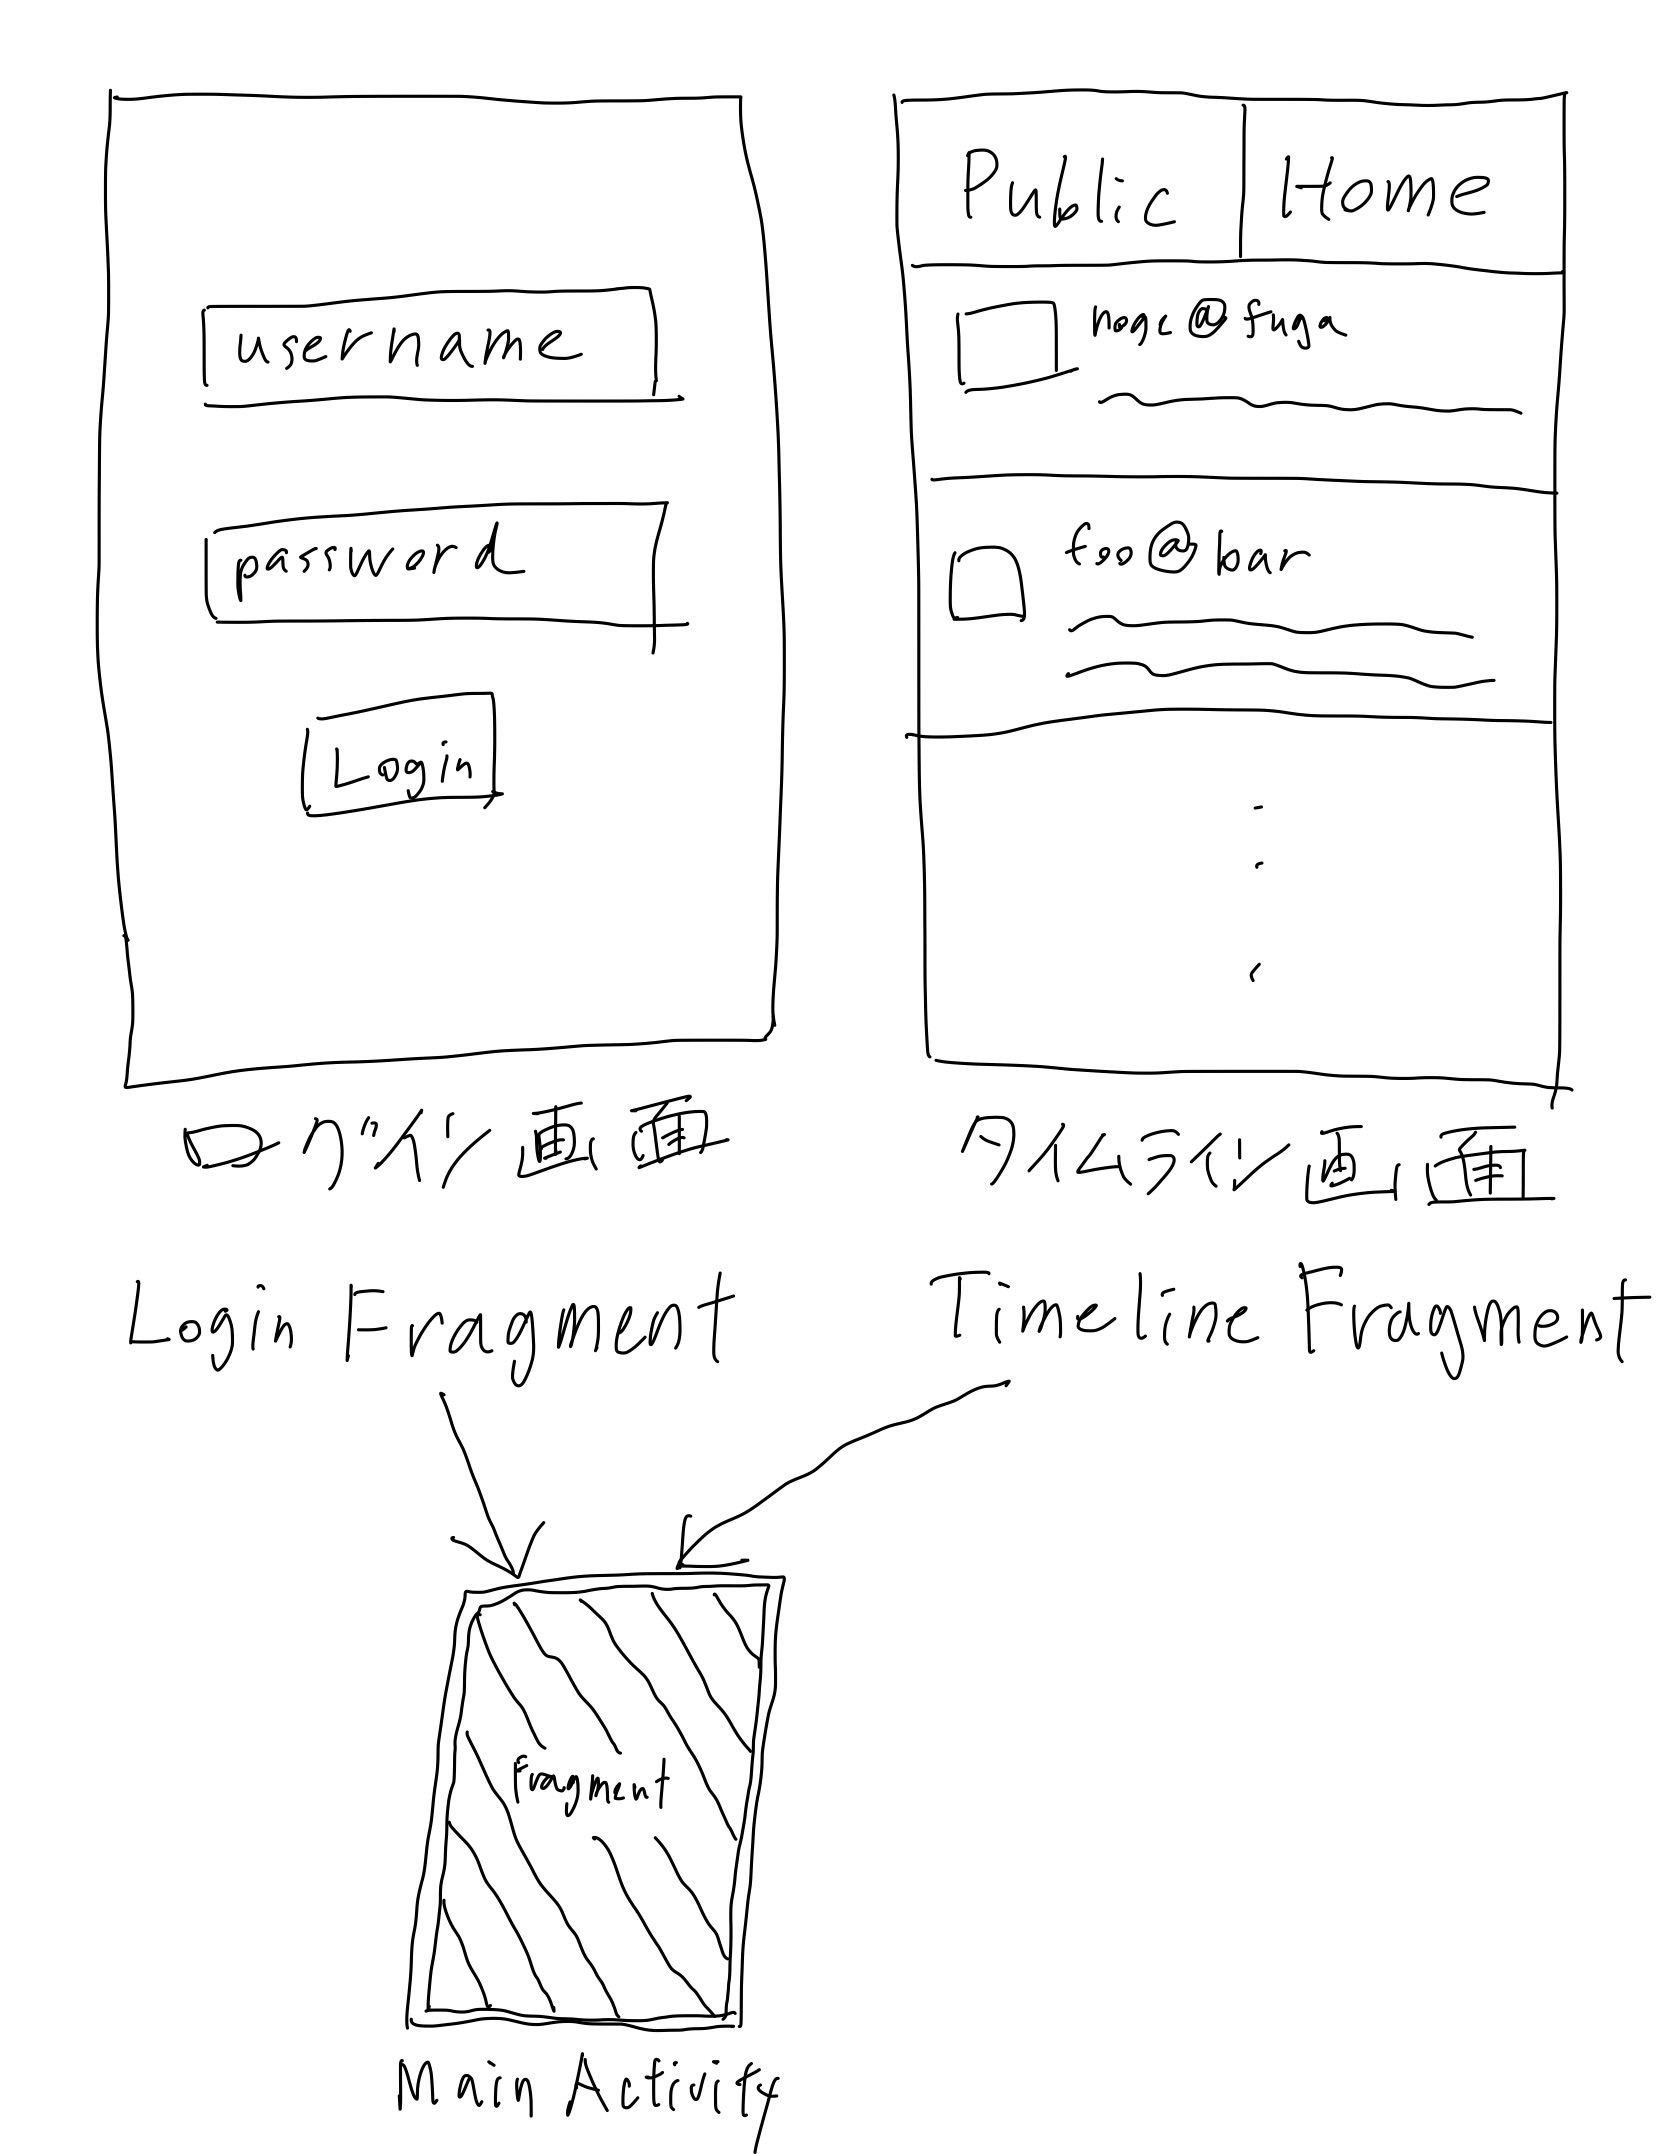 username
password
Login
ログイン画面
Login Fragment
Public Home
hoge@fuga
foo@bar
タイムライン画面
Timeline Fragment
Fragment
Main Activity